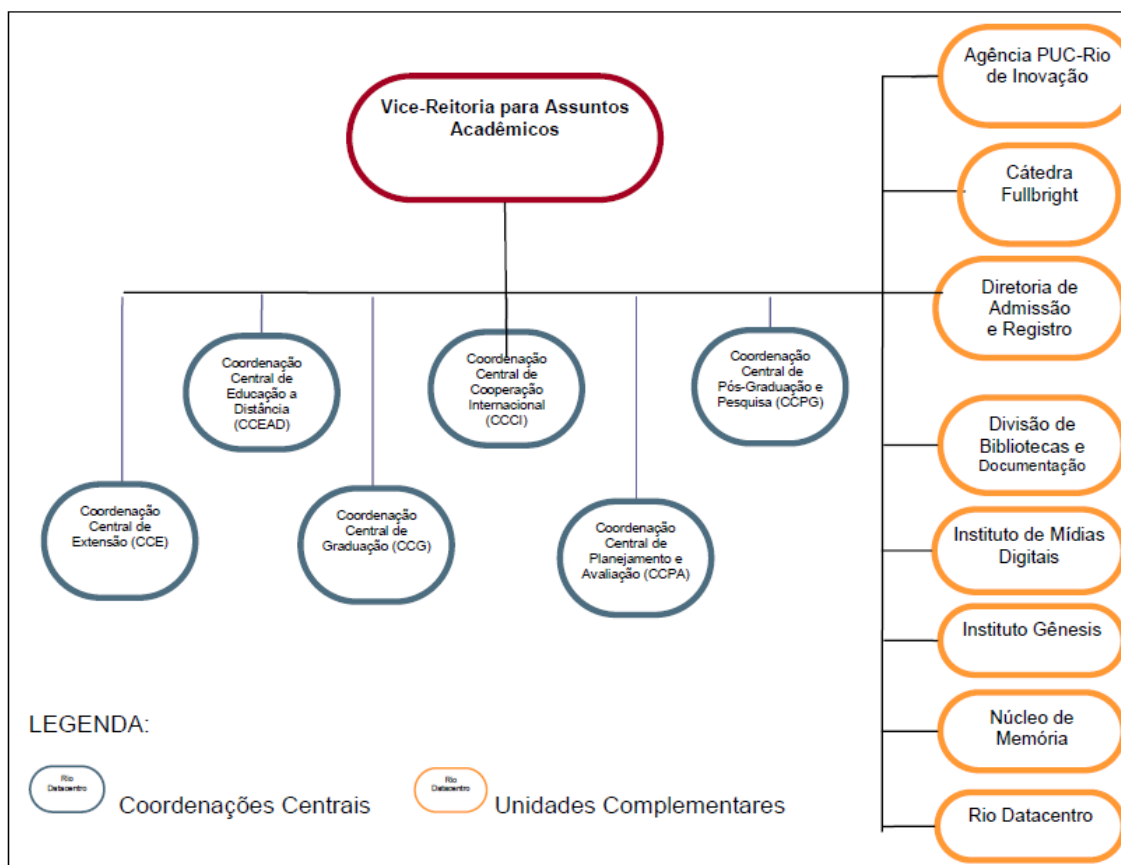 Vice-Reitoria para Assuntos
Acadêmicos
Agência PUC-Rio
de Inovação
Cátedra
Fullbright
Diretoria de
Admissão
e Registro
Coordenação
Central de
Educação a
Distância
(CCEAD)
Coordenação
Central de
Cooperação
Internacional
(CCCI)
Coordenação
Central de
Pós-Graduação e
Pesquisa (CCPG)
Divisão de
Bibliotecas e
Documentação
Coordenação
Central de
Extensão (CCE)
Coordenação
Central de
Graduação (CCG)
Coordenação
Central de
Planejamento e
Avaliação (CCPA)
Instituto de Mídias
Digitais
Instituto Gênesis
Núcleo de
Memória
Rio Datacentro
LEGENDA:
Rio
Datacentro
Coordenações Centrais
Rio
Datacentro
Unidades Complementares